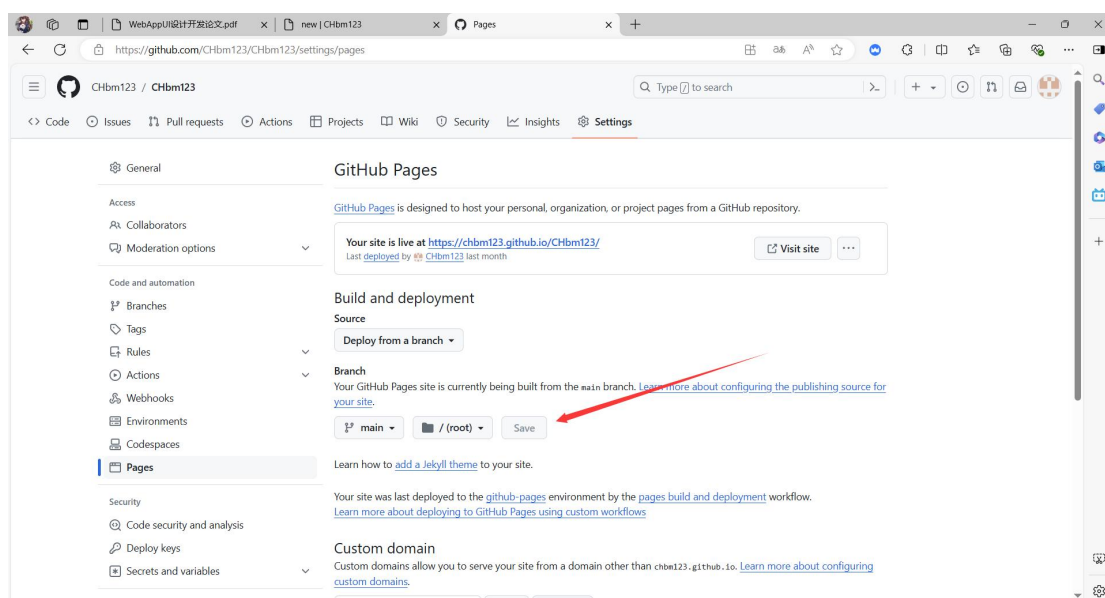 WebAppUI设计开发论文.pdf
new | CHbm123
Pages
https://github.com/CHbm123/CHbm123/settings/pages
CHbm123 / CHbm123
Type / to search
Code Issues Pull requests Actions Projects Wiki Security Insights Settings
General
Access
Collaborators
Moderation options
Code and automation
Branches
Tags
Rules
Actions
Webhooks
Environments
Codespaces
Pages
Security
Code security and analysis
Deploy keys
Secrets and variables
GitHub Pages
GitHub Pages is designed to host your personal, organization, or project pages from a GitHub repository.
Your site is live at https://chbm123.github.io/CHbm123/
Last deployed by CHbm123 last month
Visit site
Build and deployment
Source
Deploy from a branch
Branch
Your GitHub Pages site is currently being built from the main branch. Learn more about configuring the publishing source for
your site.
main / (root) Save
Learn how to add a Jekyll theme to your site.
Your site was last deployed to the github-pages environment by the pages build and deployment workflow.
Learn more about deploying to GitHub Pages using custom workflows
Custom domain
Custom domains allow you to serve your site from a domain other than chbm123.github.io. Learn more about configuring
custom domains.